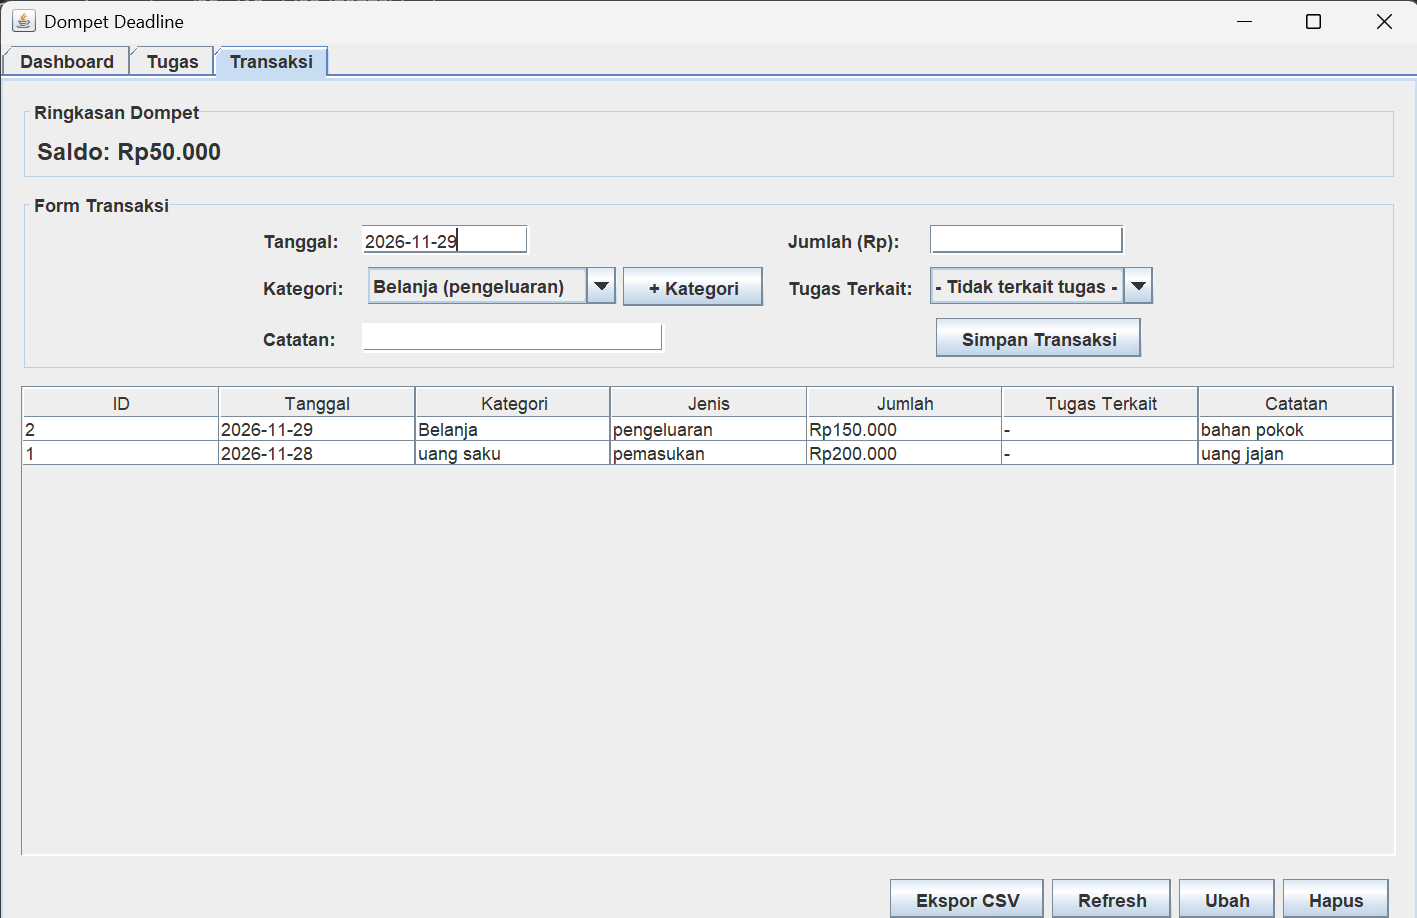 Dompet Deadline
Dashboard Tugas Transaksi
Ringkasan Dompet
Saldo: Rp50.000
Form Transaksi
Tanggal: 2026-11-29 Jumlah (Rp):
Kategori: Belanja (pengeluaran) + Kategori Tugas Terkait: - Tidak terkait tugas -
Catatan: Simpan Transaksi
ID Tanggal Kategori Jenis Jumlah Tugas Terkait Catatan
2 2026-11-29 Belanja pengeluaran Rp150.000 - bahan pokok
1 2026-11-28 uang saku pemasukan Rp200.000 - uang jajan
Ekspor CSV Refresh Ubah Hapus